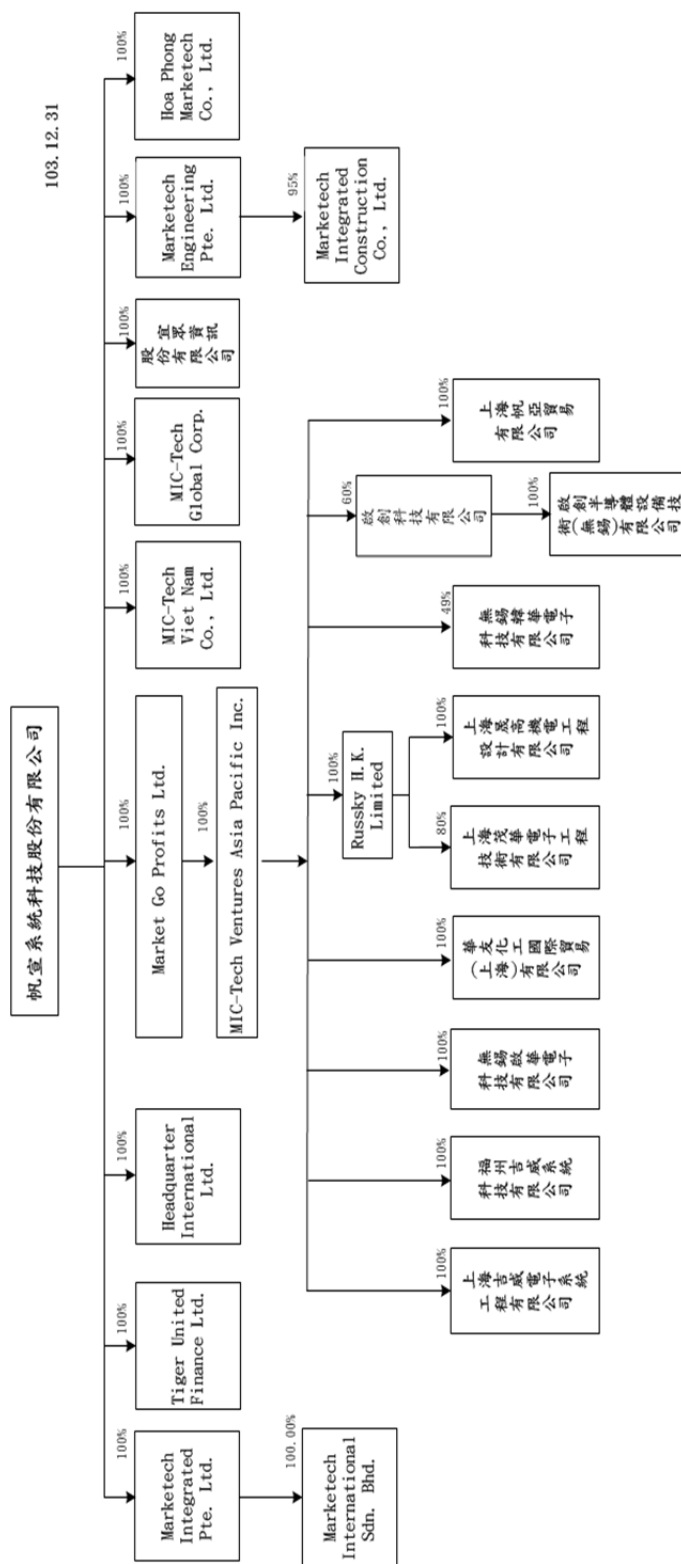 103.12.31
帆宣系統科技股份有限公司
100%
Marketech
Integrated
Pte. Ltd.
100%
Tiger United
Finance Ltd.
100%
Headquarter
International
Ltd.
100%
Market Go Profits Ltd.
100%
MIC-Tech
Viet Nam
Co., Ltd.
100%
MIC-Tech
Global Corp.
100%
宜眾資訊
股份有限公司
100%
Marketech
Engineering
Pte. Ltd.
100%
Hoa Phong
Marketech
Co., Ltd.
100.00%
Marketech
International
Sdn. Bhd.
100%
MIC-Tech Ventures Asia Pacific Inc.
95%
Marketech
Integrated
Construction
Co., Ltd.
100%
上海吉威電子系統
工程有限公司
100%
福州吉威系統
科技有限公司
100%
無錫啟華電子
科技有限公司
100%
華友化工國際貿易
(上海)有限公司
100%
Russky H.K.
Limited
80%
上海茂華電子工程
技術有限公司
100%
上海晟高機電工程
設計有限公司
49%
無錫韓華電子
科技有限公司
60%
啟創科技有限公司
100%
啟創半導體設備技
術(無錫)有限公司
100%
上海帆亞貿易
有限公司